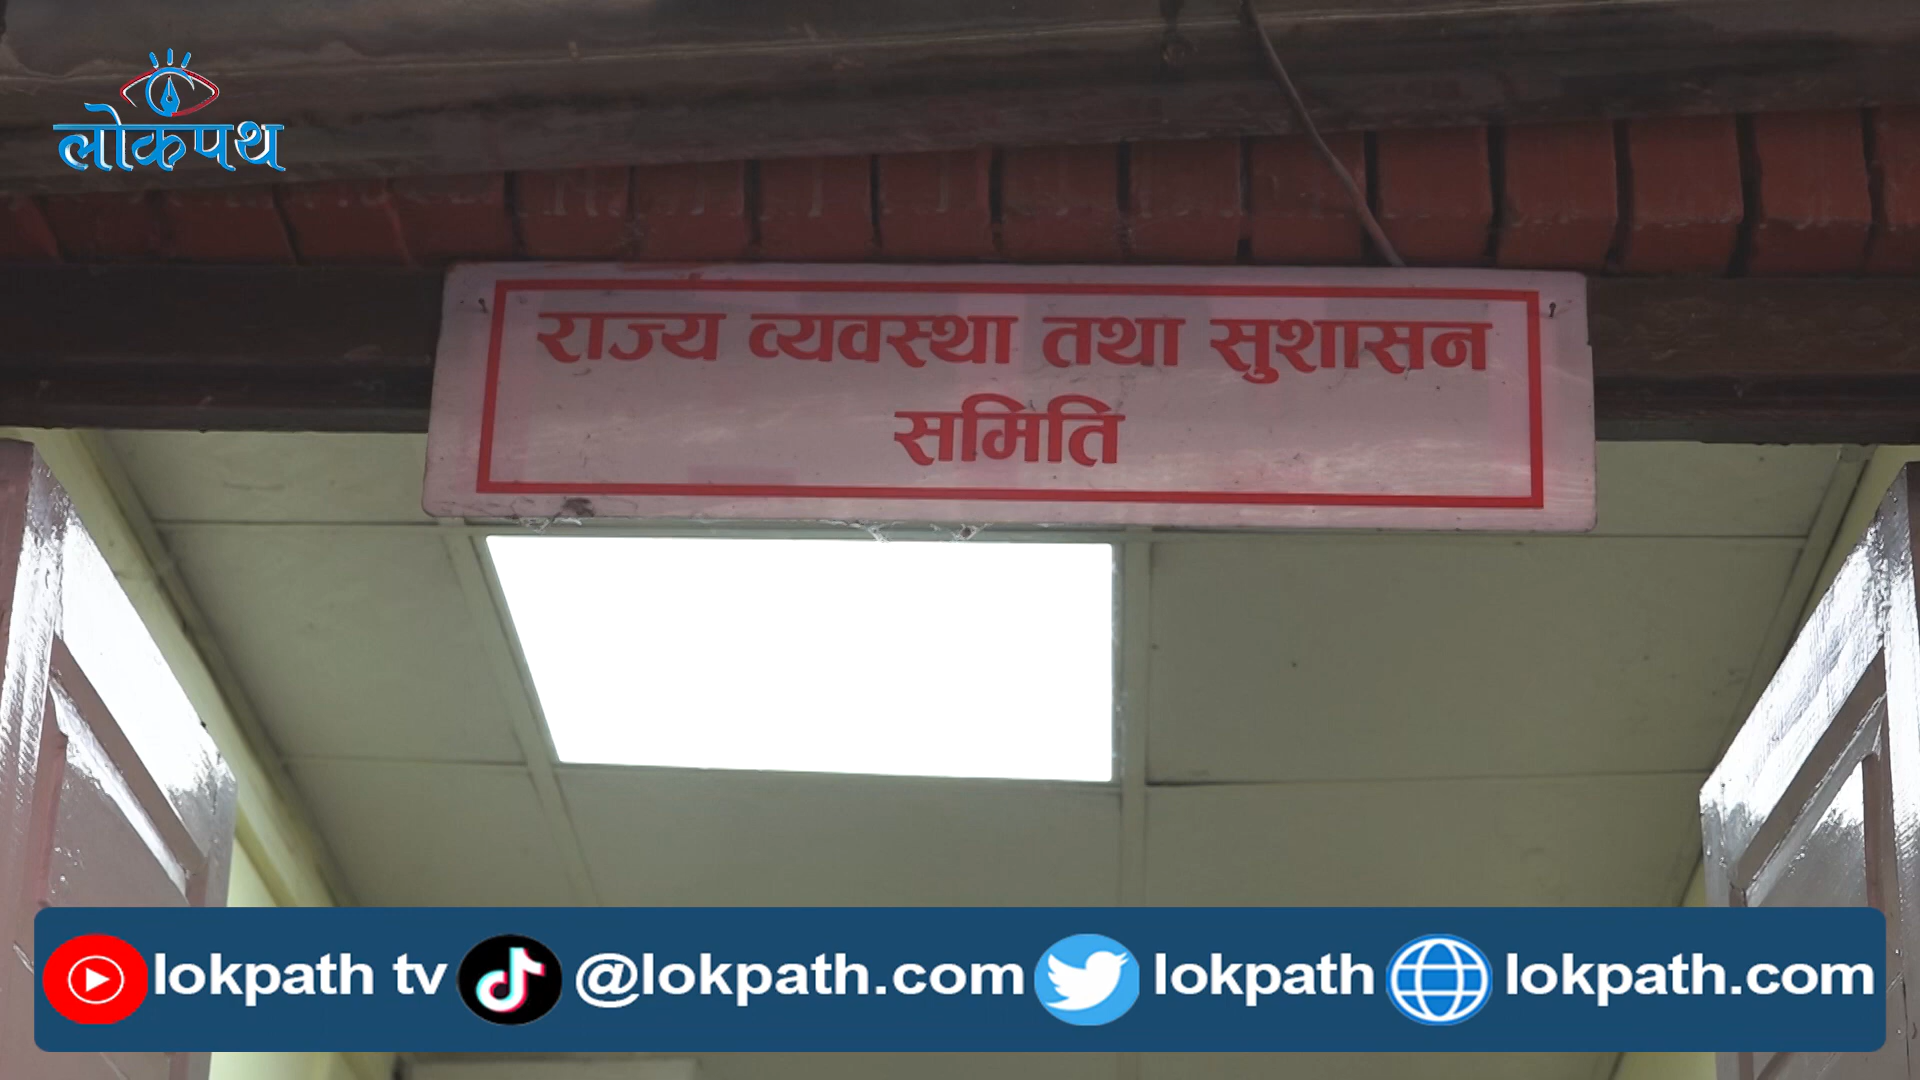 लोकपथ
राज्य व्यवस्था तथा सुशासन
समिति
lokpath tv @lokpath.com lokpath lokpath.com